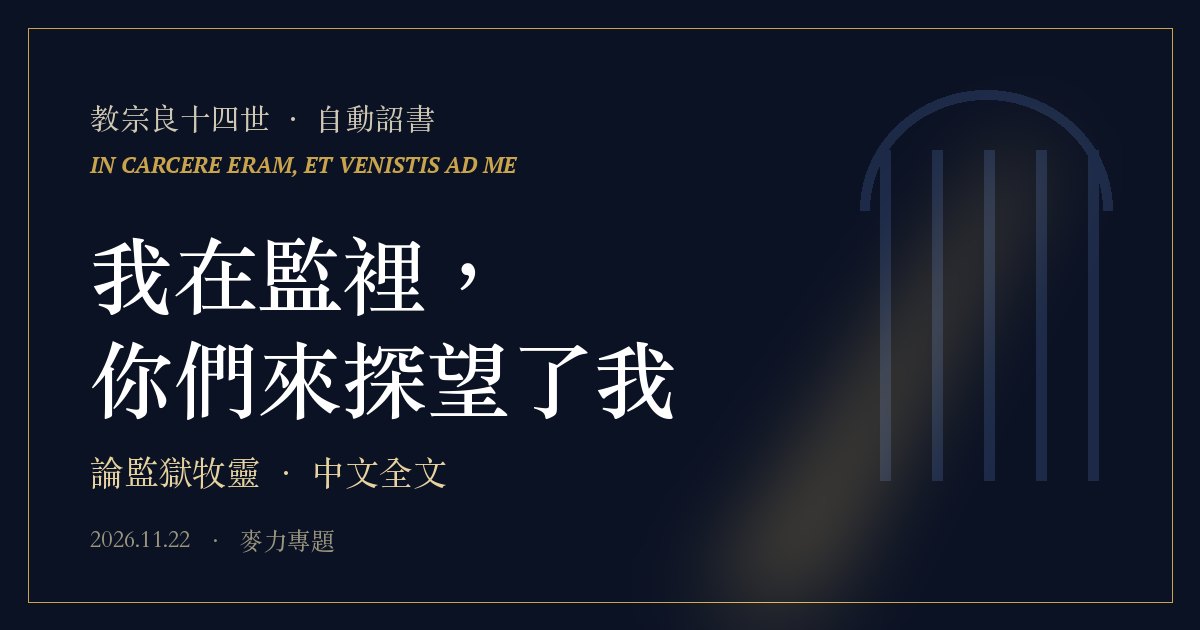 教宗良十四世 · 自動詔書
IN CARCERE ERAM, ET VENISTIS AD ME
我在監裡，
你們來探望了我
論監獄牧靈 · 中文全文
2026.11.22 · 麥力專題